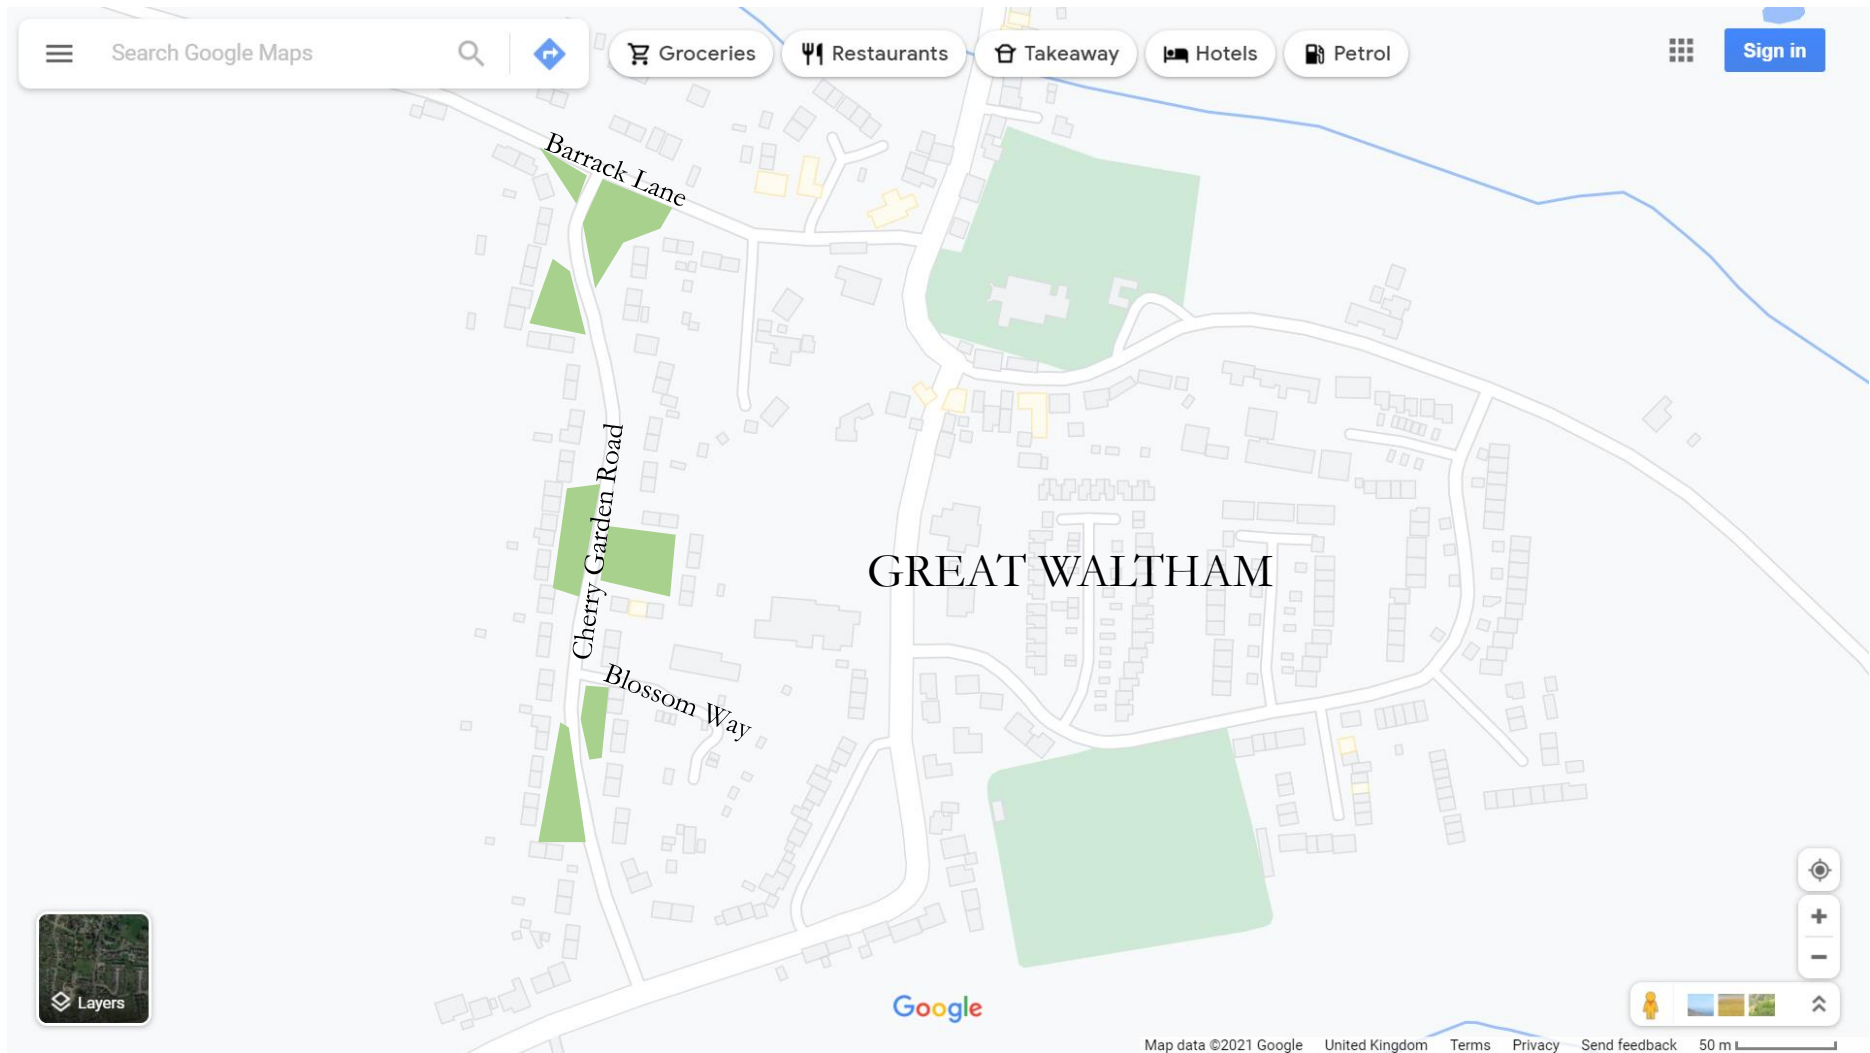 Search Google Maps
Groceries
Restaurants
Takeaway
Hotels
Petrol
Sign in
Barrack Lane
Cherry Garden Road
GREAT WALTHAM
Blossom Way
Layers
Google
Map data ©2021 Google United Kingdom Terms Privacy Send feedback 50 m